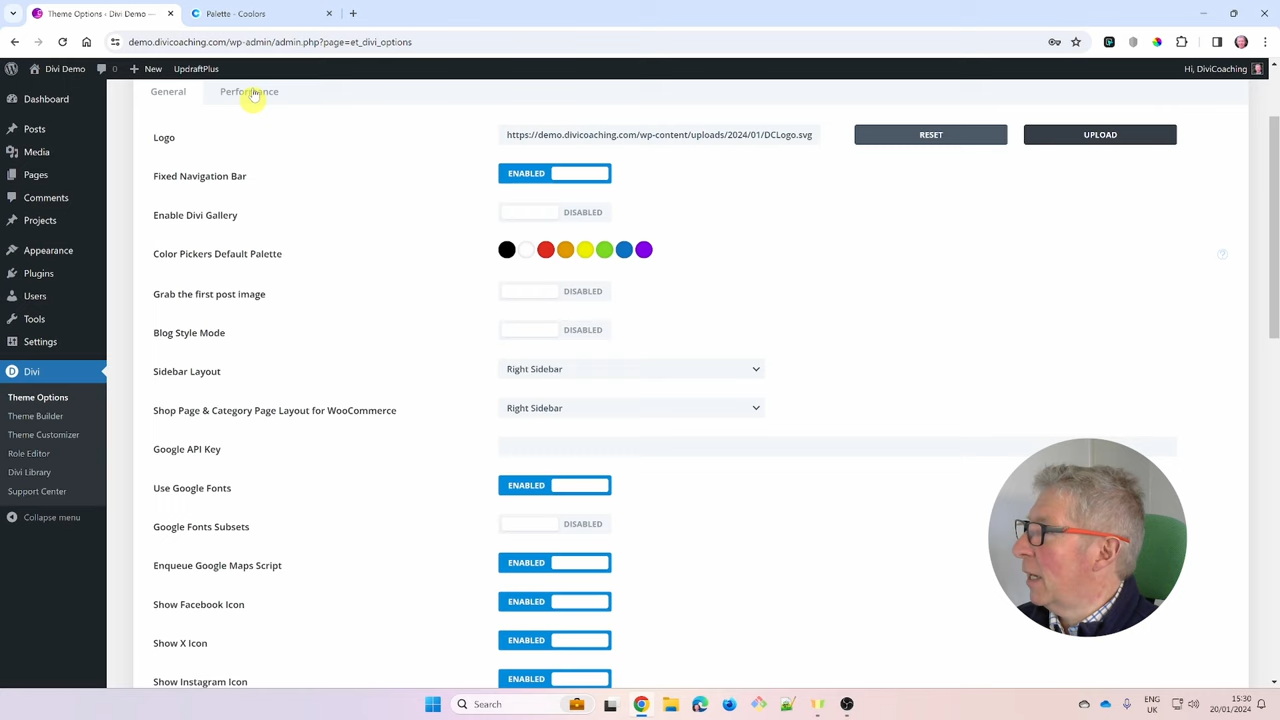 Theme Options ‹ Divi Demo —
Palette - Coolors
demo.divicoaching.com/wp-admin/admin.php?page=et_divi_options
Divi Demo
0
New
UpdraftPlus
Hi, DiviCoaching
Dashboard
Posts
Media
Pages
Comments
Projects
Appearance
Plugins
Users
Tools
Settings
Divi
Theme Options
Theme Builder
Theme Customizer
Role Editor
Divi Library
Support Center
Collapse menu
General
Performance
Logo
https://demo.divicoaching.com/wp-content/uploads/2024/01/DCLogo.svg
RESET
UPLOAD
Fixed Navigation Bar
ENABLED
Enable Divi Gallery
DISABLED
Color Pickers Default Palette
Grab the first post image
DISABLED
Blog Style Mode
DISABLED
Sidebar Layout
Right Sidebar
Shop Page & Category Page Layout for WooCommerce
Right Sidebar
Google API Key
Use Google Fonts
ENABLED
Google Fonts Subsets
DISABLED
Enqueue Google Maps Script
ENABLED
Show Facebook Icon
ENABLED
Show X Icon
ENABLED
Show Instagram Icon
ENABLED
Search
ENG
UK
15:30
20/01/2024